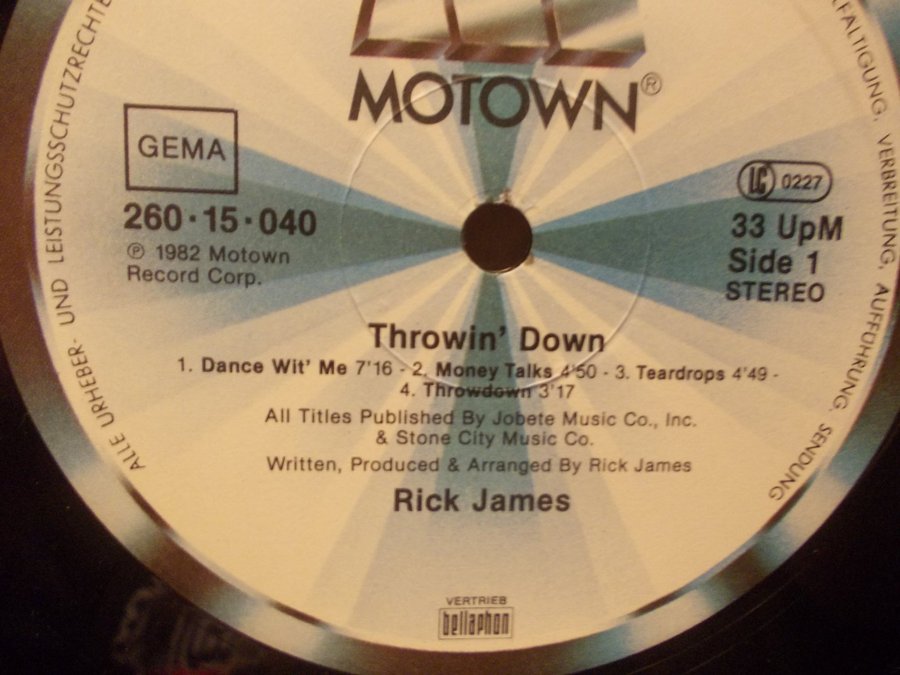 MOTOWN®
GEMA
260·15·040
℗ 1982 Motown
Record Corp.
LC 0227
33 UpM
Side 1
STEREO
Throwin' Down
1. Dance Wit' Me 7'16 - 2. Money Talks 4'50 - 3. Teardrops 4'49 -
4. Throwdown 3'17
All Titles Published By Jobete Music Co., Inc.
& Stone City Music Co.
Written, Produced & Arranged By Rick James
Rick James
VERTRIEB
bellaphon
ALLE URHEBER- UND LEISTUNGSSCHUTZRECHTE
VERBREITUNG, AUFFÜHRUNG, SENDUNG